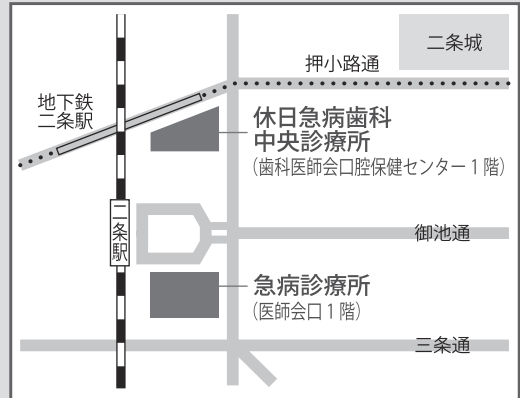 二条城
押小路通
地下鉄
二条駅
休日急病歯科
中央診療所
(歯科医師会口腔保健センター1階)
二条駅
御池通
急病診療所
(医師会口1階)
三条通